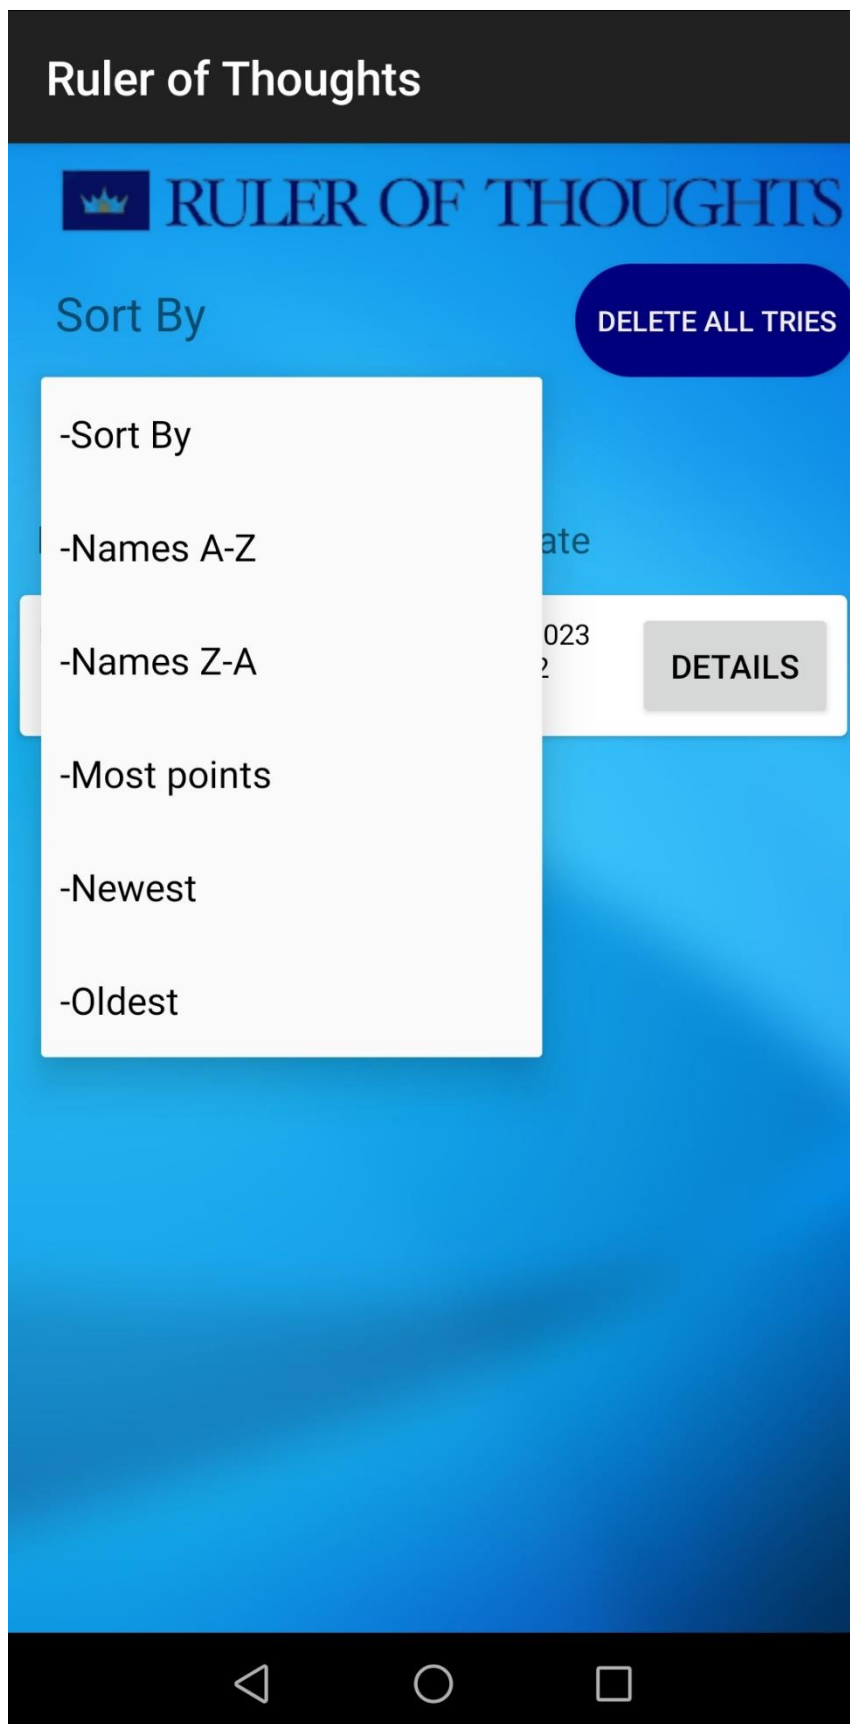 Ruler of Thoughts
RULER OF THOUGHTS
Sort By
DELETE ALL TRIES
-Sort By
-Names A-Z
ate
-Names Z-A
023
2
DETAILS
-Most points
-Newest
-Oldest